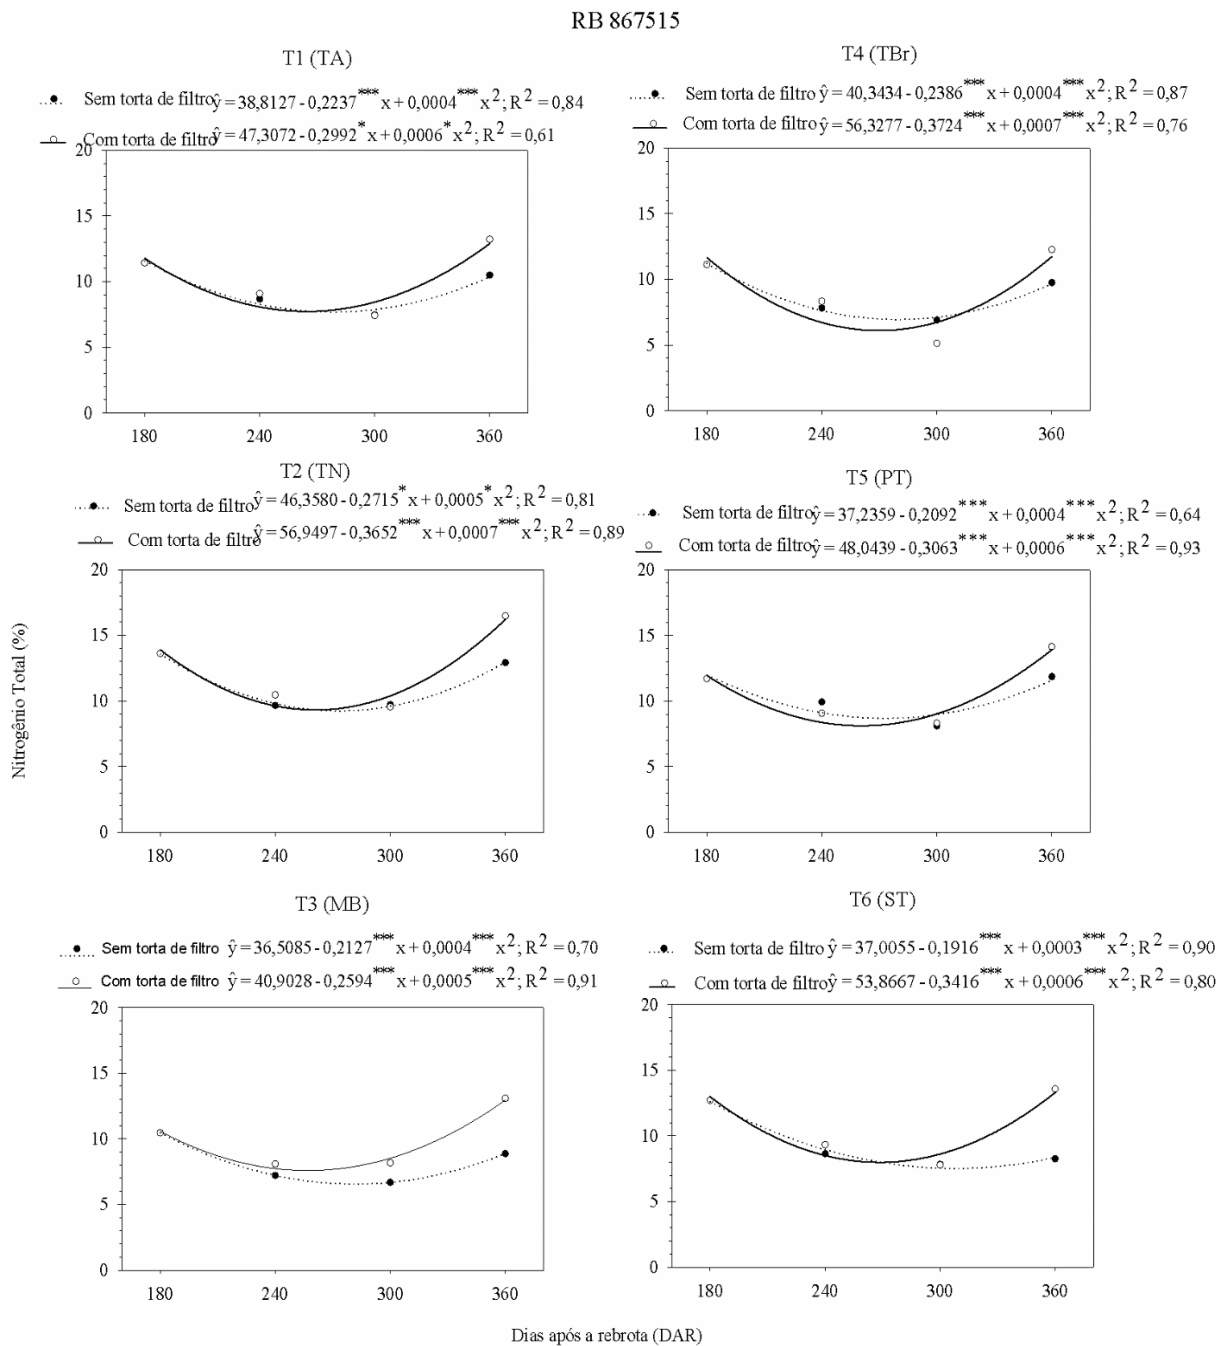 RB 867515
T1 (TA)
Sem torta de filtro ŷ = 38,8127 - 0,2237***x + 0,0004***x²; R² = 0,84
Com torta de filtro ŷ = 47,3072 - 0,2992*x + 0,0006*x²; R² = 0,61
20
15
10
5
0
180 240 300 360
T4 (TBr)
Sem torta de filtro ŷ = 40,3434 - 0,2386***x + 0,0004***x²; R² = 0,87
Com torta de filtro ŷ = 56,3277 - 0,3724***x + 0,0007***x²; R² = 0,76
20
15
10
5
0
180 240 300 360
T2 (TN)
Sem torta de filtro ŷ = 46,3580 - 0,2715*x + 0,0005*x²; R² = 0,81
Com torta de filtro ŷ = 56,9497 - 0,3652***x + 0,0007***x²; R² = 0,89
20
15
10
5
0
180 240 300 360
T5 (PT)
Sem torta de filtro ŷ = 37,2359 - 0,2092***x + 0,0004***x²; R² = 0,64
Com torta de filtro ŷ = 48,0439 - 0,3063***x + 0,0006***x²; R² = 0,93
20
15
10
5
0
180 240 300 360
Nitrogênio Total (%)
T3 (MB)
Sem torta de filtro ŷ = 36,5085 - 0,2127***x + 0,0004***x²; R² = 0,70
Com torta de filtro ŷ = 40,9028 - 0,2594***x + 0,0005***x²; R² = 0,91
20
15
10
5
0
180 240 300 360
T6 (ST)
Sem torta de filtro ŷ = 37,0055 - 0,1916***x + 0,0003***x²; R² = 0,90
Com torta de filtro ŷ = 53,8667 - 0,3416***x + 0,0006***x²; R² = 0,80
20
15
10
5
0
180 240 300 360
Dias após a rebrota (DAR)